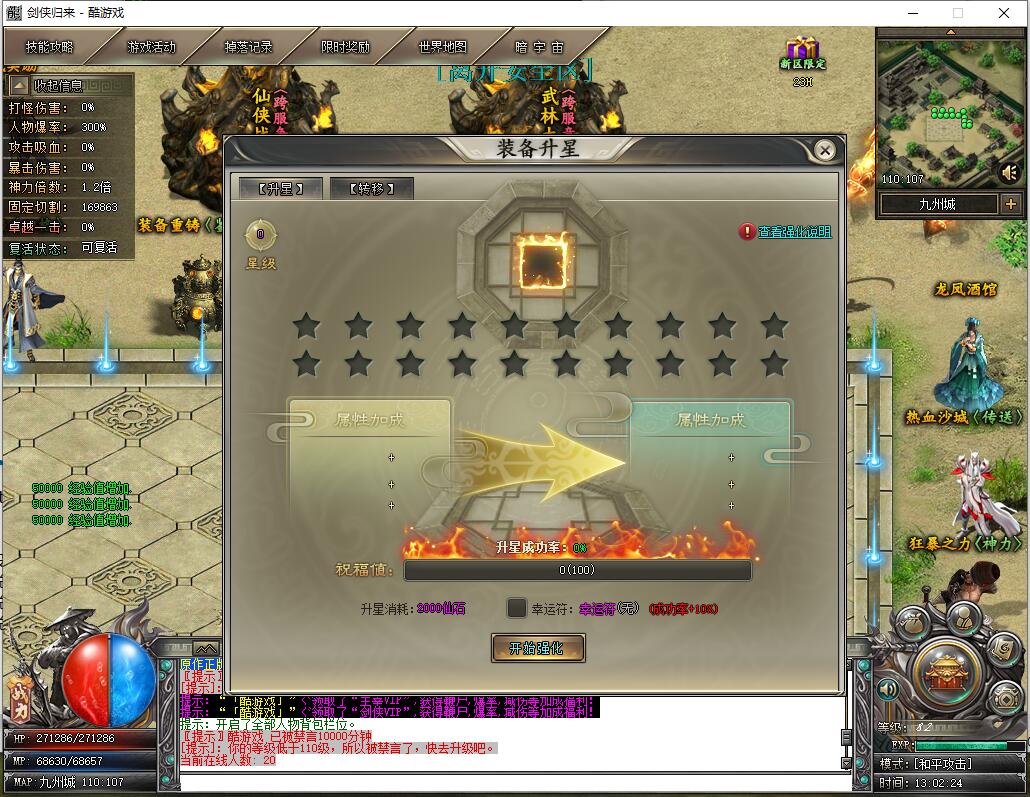 剑侠归来 - 酷游戏
技能攻略 游戏活动 掉落记录 限时奖励 世界地图 暗 宇 宙
收起信息
打怪伤害: 0%
人物爆率: 300%
攻击吸血: 0%
暴击伤害: 0%
神力倍数: 1.2倍
固定切割: 169863
卓越一击: 0%
复活状态: 可复活
【离开安全区】
新区限定
23H
110:107
九州城
装备重铸
装备升星
【升星】 【转移】
0
星级
查看强化说明
属性加成
+
+
+
属性加成
+
+
+
升星成功率: 0%
祝福值: 0(100)
升星消耗:2000仙石 幸运符: 幸运符(无) (成功率+10%)
开始强化
龙凤酒馆
热血沙城〈传送〉
狂暴之力〈神力〉
50000 经验值增加.
50000 经验值增加.
50000 经验值增加.
提示: 开启了全部人物背包栏位。
[提示]酷游戏 已被禁言10000分钟
[提示]: 你的等级低于110级, 所以被禁言了, 快去升级吧。
当前在线人数: 20
战力
HP: 271286/271286
MP: 68630/68657
MAP:九州城 110:107
等级: 82
EXP:
模式:[和平攻击]
时间: 13:02:24